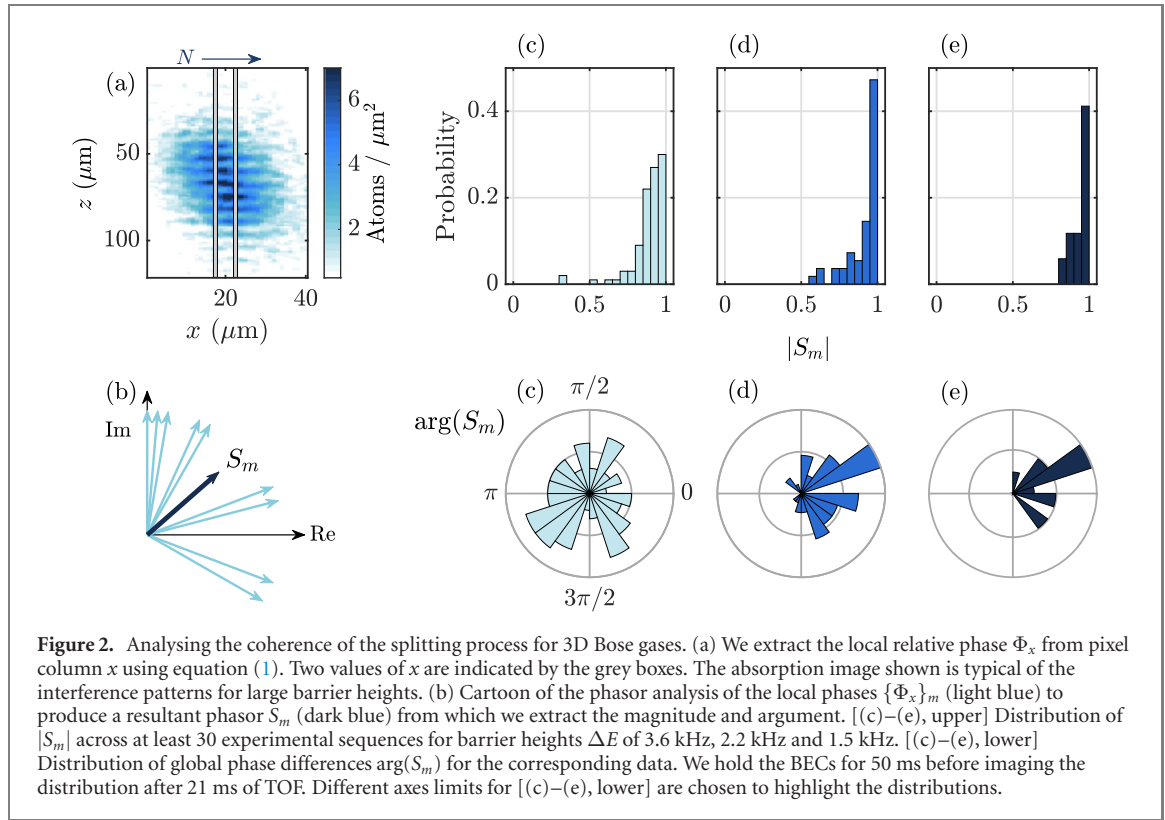 (c)
(d)
(e)
N
(a)
6
4
2
Atoms / μm²
50
100
z (μm)
20
40
x (μm)
Probability
0.4
0.2
0
0
0.5
1
0
0.5
1
0
0.5
1
|Sₘ|
(b)
Im
Sₘ
Re
(c)
π/2
(d)
(e)
arg(Sₘ)
π
0
3π/2
Figure 2. Analysing the coherence of the splitting process for 3D Bose gases. (a) We extract the local relative phase Φₓ from pixel
column x using equation (1). Two values of x are indicated by the grey boxes. The absorption image shown is typical of the
interference patterns for large barrier heights. (b) Cartoon of the phasor analysis of the local phases {Φₓ}ₘ (light blue) to
produce a resultant phasor Sₘ (dark blue) from which we extract the magnitude and argument. [(c)–(e), upper] Distribution of
|Sₘ| across at least 30 experimental sequences for barrier heights ΔE of 3.6 kHz, 2.2 kHz and 1.5 kHz. [(c)–(e), lower]
Distribution of global phase differences arg(Sₘ) for the corresponding data. We hold the BECs for 50 ms before imaging the
distribution after 21 ms of TOF. Different axes limits for [(c)–(e), lower] are chosen to highlight the distributions.